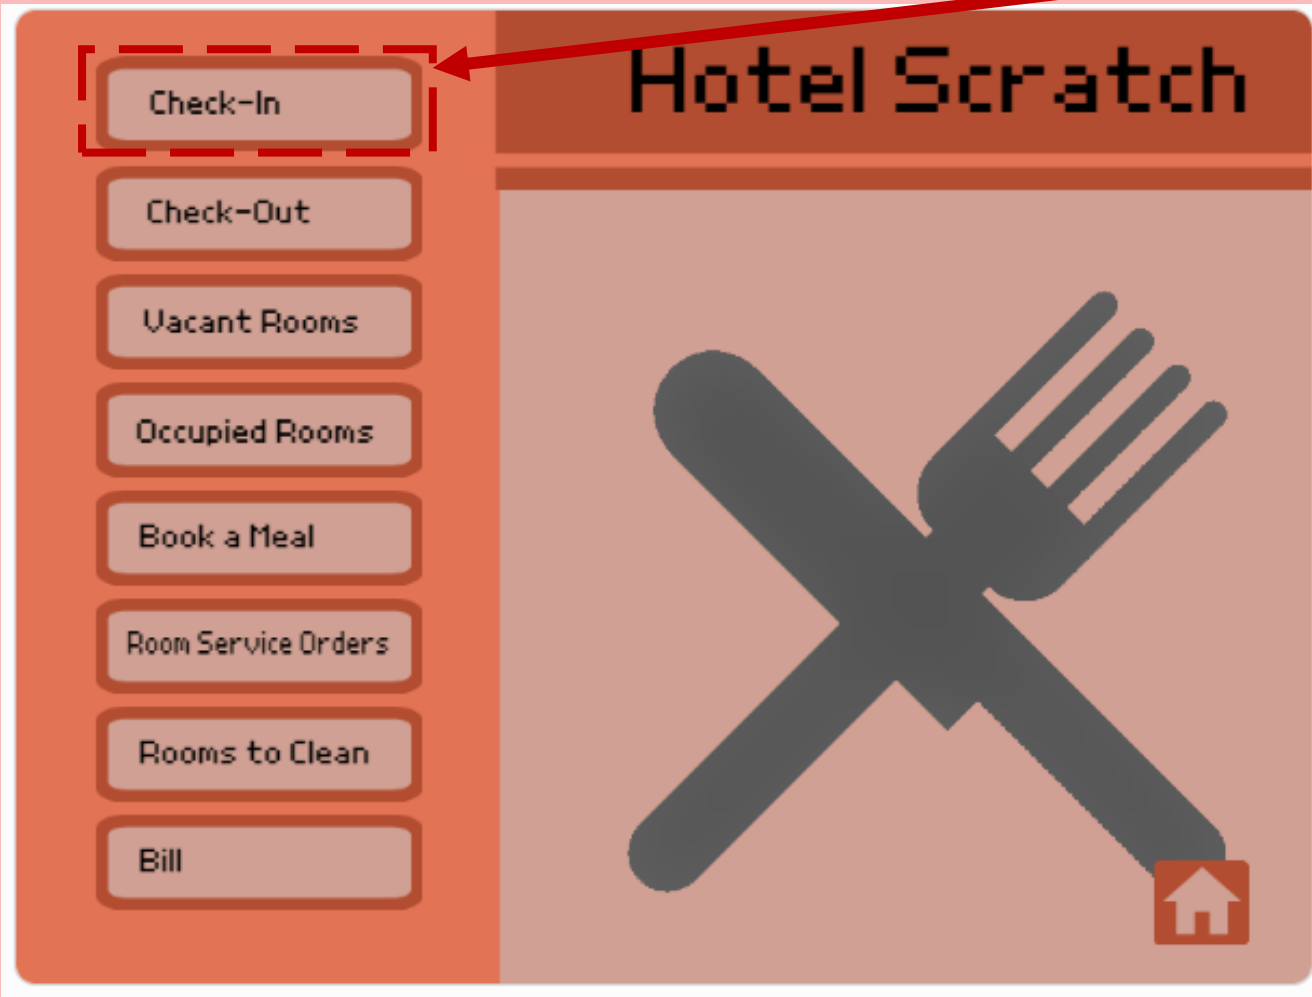 Hotel Scratch
Check-In
Check-Out
Vacant Rooms
Occupied Rooms
Book a Meal
Room Service Orders
Rooms to Clean
Bill